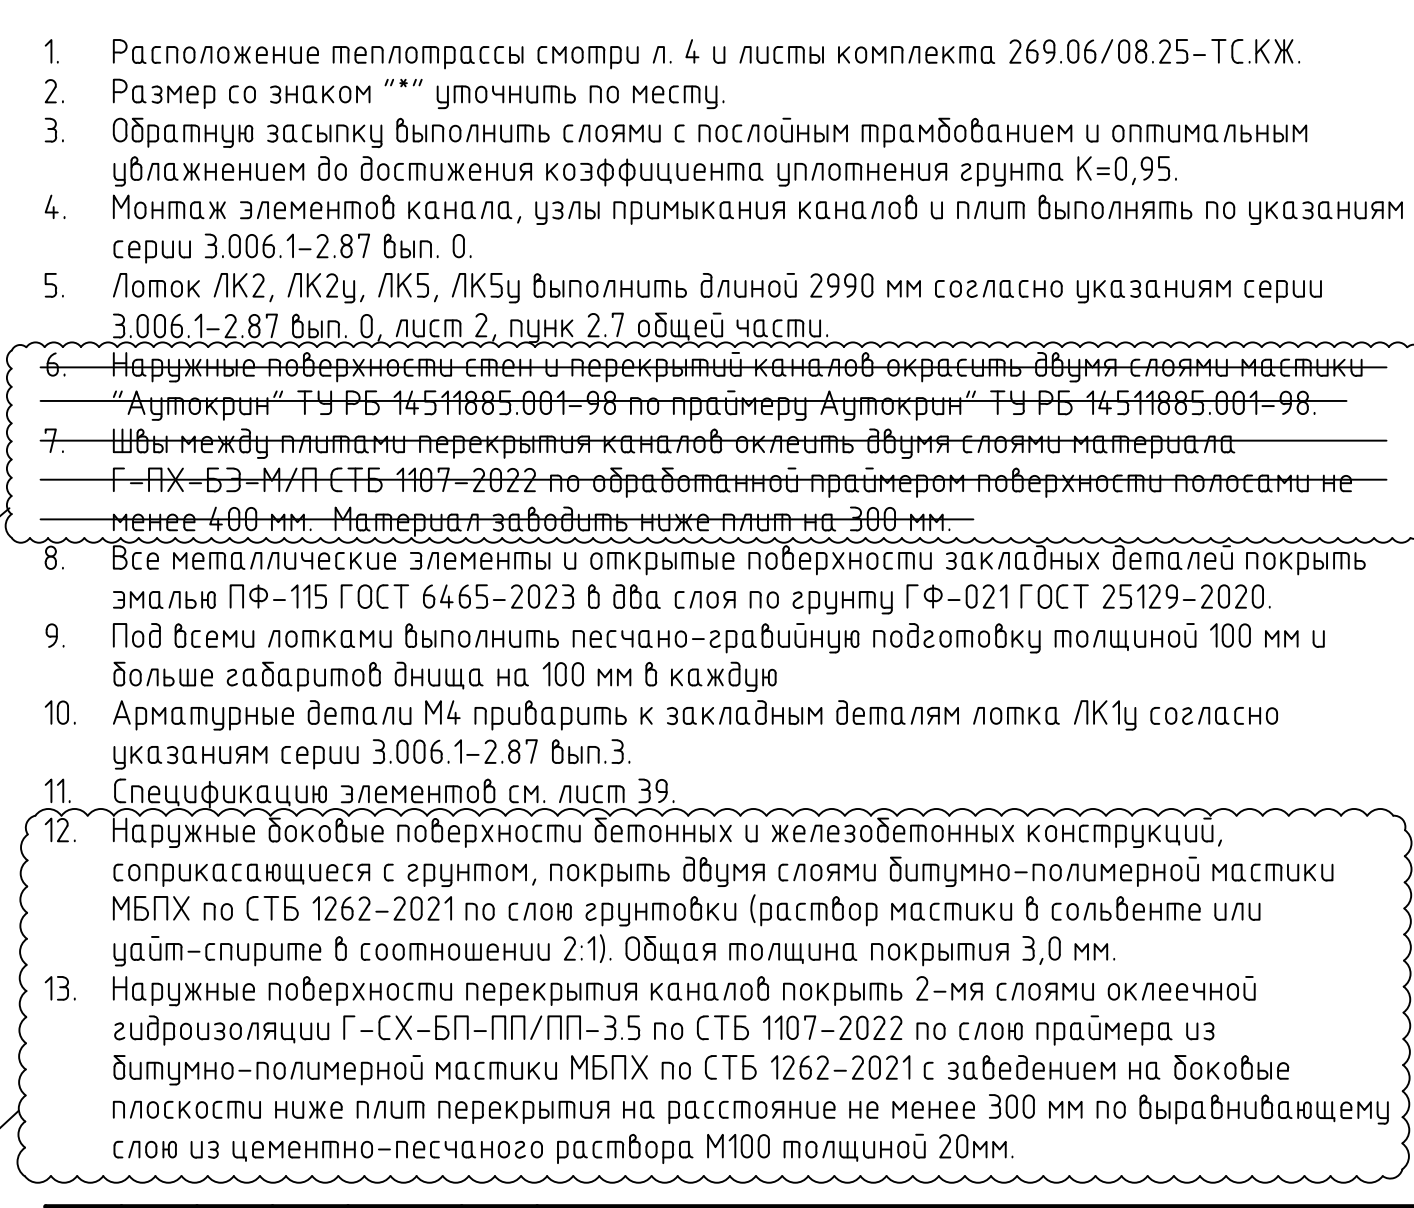 1. Расположение теплотрассы смотри л. 4 и листы комплекта 269.06/08.25-ТС.КЖ.
2. Размер со знаком "*" уточнить по месту.
3. Обратную засыпку выполнить слоями с послойным трамбованием и оптимальным
увлажнением до достижения коэффициента уплотнения грунта К=0,95.
4. Монтаж элементов канала, узлы примыкания каналов и плит выполнять по указаниям
серии 3.006.1-2.87 вып. 0.
5. Лоток ЛК2, ЛК2у, ЛК5, ЛК5у выполнить длиной 2990 мм согласно указаниям серии
3.006.1-2.87 вып. 0, лист 2, пунк 2.7 общей части.
6. Наружные поверхности стен и перекрытий каналов окрасить двумя слоями мастики
"Аутокрин" ТУ РБ 14511885.001-98 по праймеру Аутокрин" ТУ РБ 14511885.001-98.
7. Швы между плитами перекрытия каналов оклеить двумя слоями материала
Г-ПХ-БЭ-М/П СТБ 1107-2022 по обработанной праймером поверхности полосами не
менее 400 мм. Материал заводить ниже плит на 300 мм.
8. Все металлические элементы и открытые поверхности закладных деталей покрыть
эмалью ПФ-115 ГОСТ 6465-2023 в два слоя по грунту ГФ-021 ГОСТ 25129-2020.
9. Под всеми лотками выполнить песчано-гравийную подготовку толщиной 100 мм и
больше габаритов днища на 100 мм в каждую
10. Арматурные детали М4 приварить к закладным деталям лотка ЛК1у согласно
указаниям серии 3.006.1-2.87 вып.3.
11. Спецификацию элементов см. лист 39.
12. Наружные боковые поверхности бетонных и железобетонных конструкций,
соприкасающиеся с грунтом, покрыть двумя слоями битумно-полимерной мастики
МБПХ по СТБ 1262-2021 по слою грунтовки (раствор мастики в сольвенте или
уайт-спирите в соотношении 2:1). Общая толщина покрытия 3,0 мм.
13. Наружные поверхности перекрытия каналов покрыть 2-мя слоями оклеечной
гидроизоляции Г-СХ-БП-ПП/ПП-3.5 по СТБ 1107-2022 по слою праймера из
битумно-полимерной мастики МБПХ по СТБ 1262-2021 с заведением на боковые
плоскости ниже плит перекрытия на расстояние не менее 300 мм по выравнивающему
слою из цементно-песчаного раствора М100 толщиной 20мм.